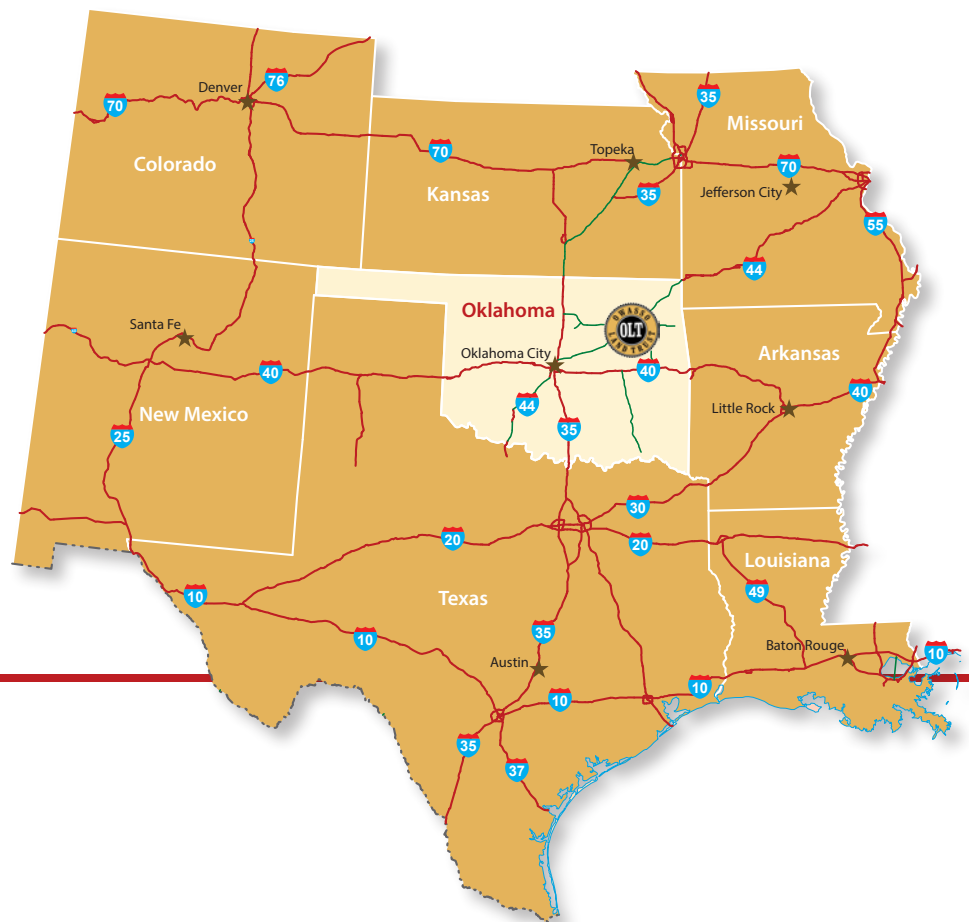 76
35
Denver
70
Missouri
Topeka
70
Colorado
70
Jefferson City
Kansas
35
55
44
Oklahoma
OWASSO
OLT
LAND TRUST
Santa Fe
Oklahoma City
Arkansas
40
40
40
New Mexico
44
Little Rock
25
35
30
20
20
Louisiana
49
10
Texas
10
35
Baton Rouge
10
Austin
10
10
35
37